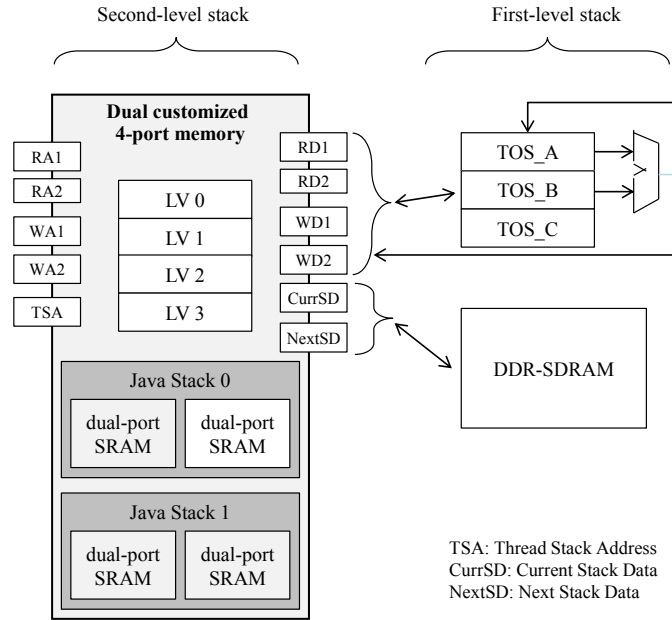 Second-level stack
First-level stack
Dual customized
4-port memory
RA1
RA2
WA1
WA2
TSA
LV 0
LV 1
LV 2
LV 3
RD1
RD2
WD1
WD2
CurrSD
NextSD
TOS_A
TOS_B
TOS_C
DDR-SDRAM
Java Stack 0
dual-port
SRAM
dual-port
SRAM
Java Stack 1
dual-port
SRAM
dual-port
SRAM
TSA: Thread Stack Address
CurrSD: Current Stack Data
NextSD: Next Stack Data